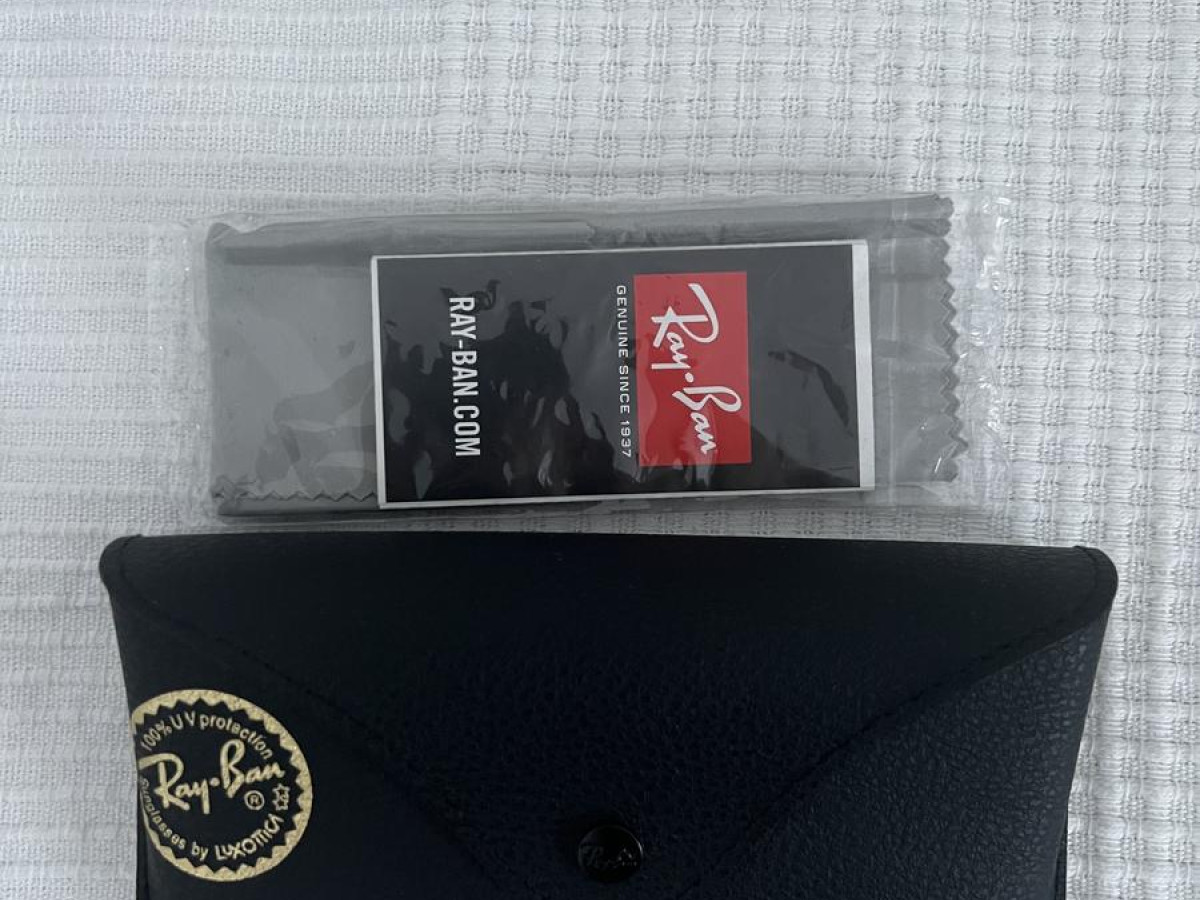 Ray-Ban
GENUINE SINCE 1937
RAY-BAN.COM
100% UV protection
Ray-Ban ®
Sunglasses by LUXOTTICA